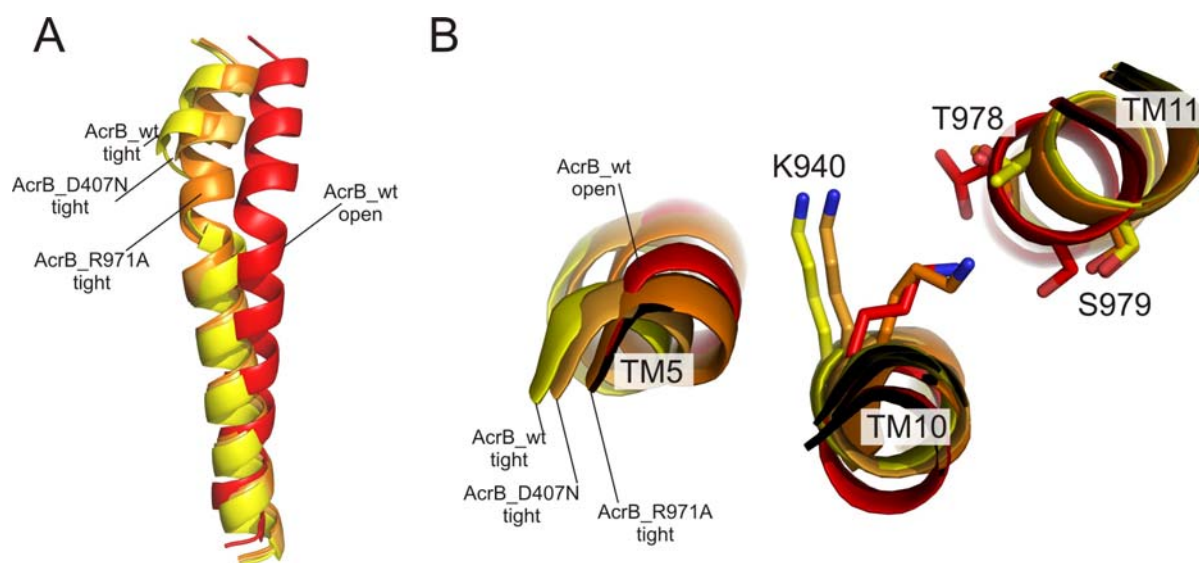 A
AcrB_wt
tight
AcrB_D407N
tight
AcrB_R971A
tight
AcrB_wt
open
B
AcrB_wt
open
TM5
AcrB_wt
tight
AcrB_D407N
tight
AcrB_R971A
tight
K940
T978
TM11
S979
TM10